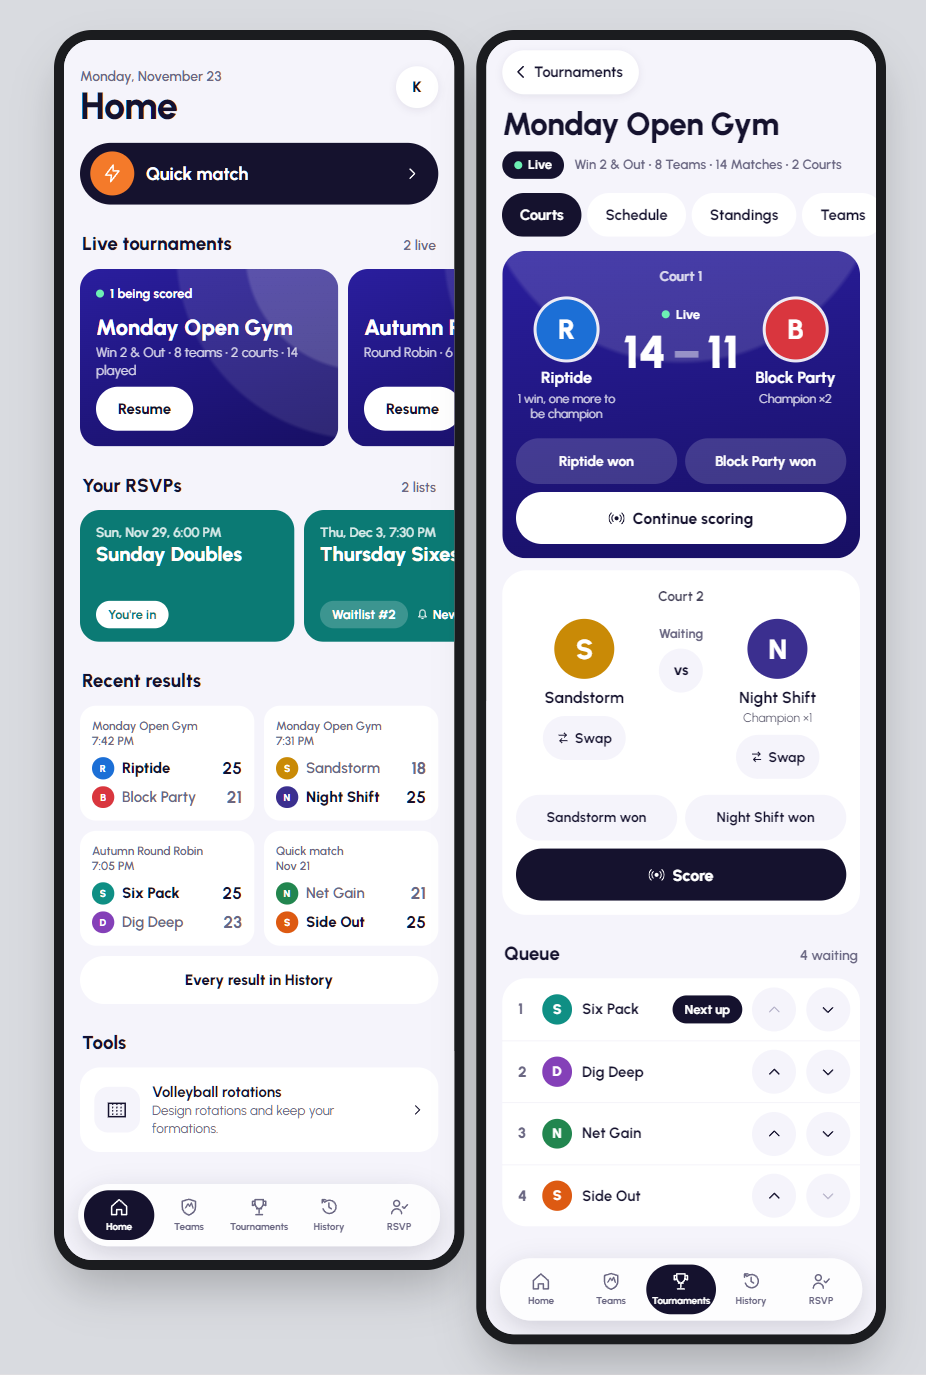 Monday, November 23
Home
K
Quick match
Live tournaments
2 live
1 being scored
Monday Open Gym
Win 2 & Out · 8 teams · 2 courts · 14
played
Resume
Autumn
Round Robin · 6
Resume
Your RSVPs
2 lists
Sun, Nov 29, 6:00 PM
Sunday Doubles
You're in
Thu, Dec 3, 7:30 PM
Thursday Sixes
Waitlist #2
Recent results
Monday Open Gym
7:42 PM
R Riptide 25
B Block Party 21
Monday Open Gym
7:31 PM
S Sandstorm 18
N Night Shift 25
Autumn Round Robin
7:05 PM
S Six Pack 25
D Dig Deep 23
Quick match
Nov 21
N Net Gain 21
S Side Out 25
Every result in History
Tools
Volleyball rotations
Design rotations and keep your
formations.
Home
Teams
Tournaments
History
RSVP
Tournaments
Monday Open Gym
Live
Win 2 & Out · 8 Teams · 14 Matches · 2 Courts
Courts
Schedule
Standings
Teams
Court 1
R
Live
14 – 11
B
Riptide
1 win, one more to
be champion
Block Party
Champion ×2
Riptide won
Block Party won
Continue scoring
Court 2
S
Waiting
vs
N
Sandstorm
Swap
Night Shift
Champion ×1
Swap
Sandstorm won
Night Shift won
Score
Queue
4 waiting
1 S Six Pack Next up
2 D Dig Deep
3 N Net Gain
4 S Side Out
Home
Teams
Tournaments
History
RSVP